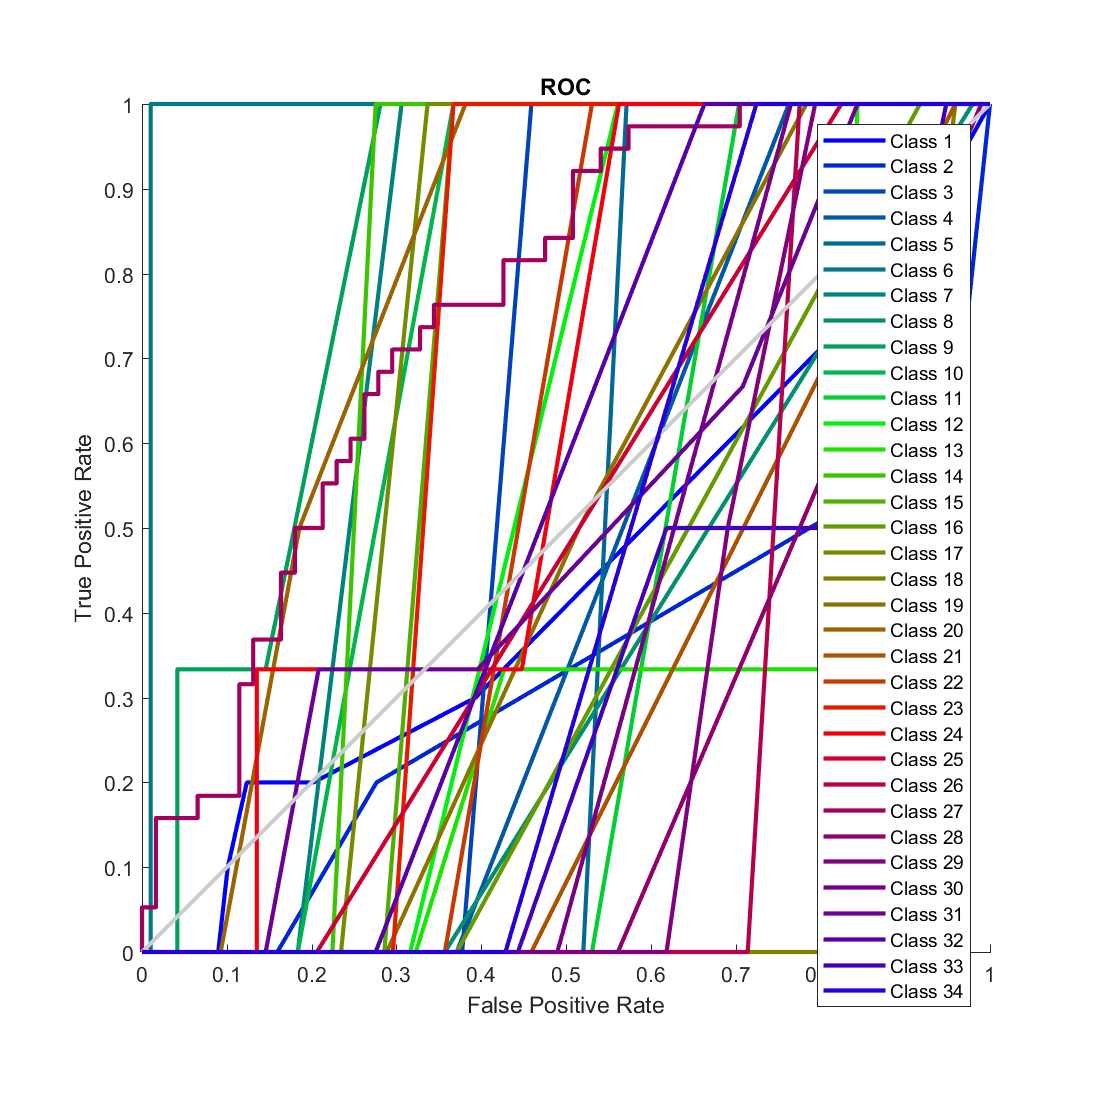 ROC
True Positive Rate
1
0.9
0.8
0.7
0.6
0.5
0.4
0.3
0.2
0.1
0
0 0.1 0.2 0.3 0.4 0.5 0.6 0.7 1
False Positive Rate
Class 1
Class 2
Class 3
Class 4
Class 5
Class 6
Class 7
Class 8
Class 9
Class 10
Class 11
Class 12
Class 13
Class 14
Class 15
Class 16
Class 17
Class 18
Class 19
Class 20
Class 21
Class 22
Class 23
Class 24
Class 25
Class 26
Class 27
Class 28
Class 29
Class 30
Class 31
Class 32
Class 33
Class 34